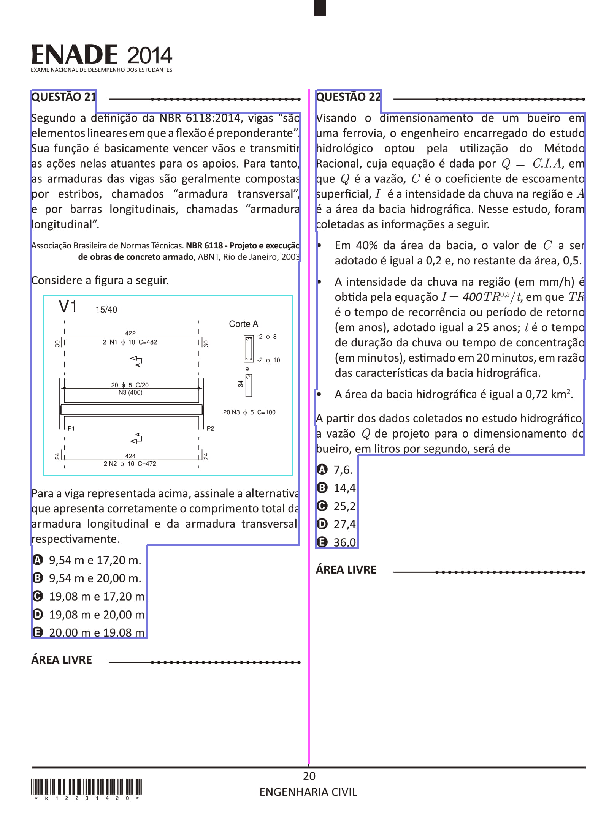 ENADE 2014
EXAME NACIONAL DE DESEMPENHO DOS ESTUDANTES
QUESTÃO 21
Segundo a definição da NBR 6118:2014, vigas “são
elementos lineares em que a flexão é preponderante”.
Sua função é basicamente vencer vãos e transmitir
as ações nelas atuantes para os apoios. Para tanto,
as armaduras das vigas são geralmente compostas
por estribos, chamados “armadura transversal”,
e por barras longitudinais, chamadas “armadura
longitudinal”.
Associação Brasileira de Normas Técnicas. NBR 6118 - Projeto e execução
de obras de concreto armado, ABNT, Rio de Janeiro, 2003
Considere a figura a seguir.
V1 15/40
Corte A
422
2 N1 ϕ 10 C=482
A
20 ϕ 5 C/20
N3 (400)
P1
P2
A
424
2 N2 ϕ 10 C=472
9
34
20 N3 ϕ 5 C=100
Para a viga representada acima, assinale a alternativa
que apresenta corretamente o comprimento total da
armadura longitudinal e da armadura transversal,
respectivamente.
A 9,54 m e 17,20 m.
B 9,54 m e 20,00 m.
C 19,08 m e 17,20 m
D 19,08 m e 20,00 m
E 20,00 m e 19,08 m
ÁREA LIVRE
QUESTÃO 22
Visando o dimensionamento de um bueiro em
uma ferrovia, o engenheiro encarregado do estudo
hidrológico optou pela utilização do Método
Racional, cuja equação é dada por Q = C.I.A, em
que Q é a vazão, C é o coeficiente de escoamento
superficial, I é a intensidade da chuva na região e A
é a área da bacia hidrográfica. Nesse estudo, foram
coletadas as informações a seguir.
• Em 40% da área da bacia, o valor de C a ser
adotado é igual a 0,2 e, no restante da área, 0,5.
• A intensidade da chuva na região (em mm/h) é
obtida pela equação I = 400 TR /t, em que TR
é o tempo de recorrência ou período de retorno
(em anos), adotado igual a 25 anos; t é o tempo
de duração da chuva ou tempo de concentração
(em minutos), estimado em 20 minutos, em razão
das características da bacia hidrográfica.
• A área da bacia hidrográfica é igual a 0,72 km².
A partir dos dados coletados no estudo hidrográfico,
a vazão Q de projeto para o dimensionamento do
bueiro, em litros por segundo, será de
A 7,6.
B 14,4
C 25,2
D 27,4
E 36,0
ÁREA LIVRE
20
ENGENHARIA CIVIL